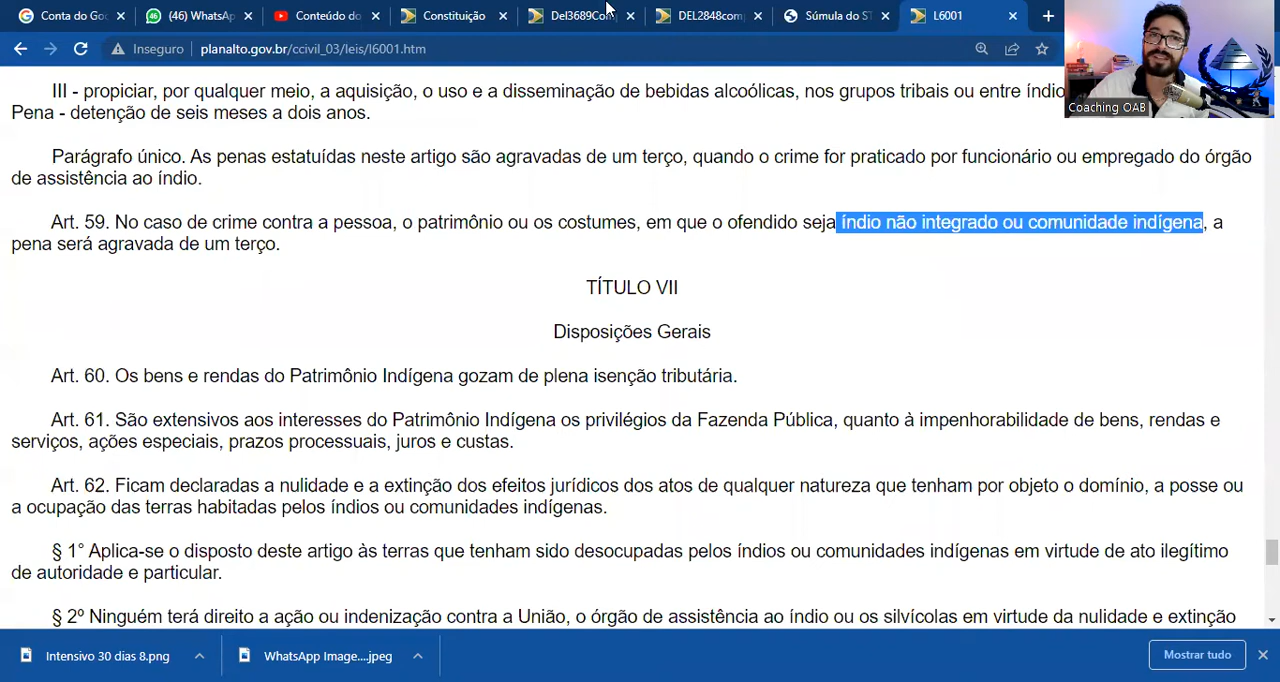 Conta do Goo
(46) WhatsAp
Conteúdo do
Constituição
Del3689Com
DEL2848com
Súmula do ST
L6001
Inseguro
planalto.gov.br/ccivil_03/leis/l6001.htm
46
Coaching OAB
III - propiciar, por qualquer meio, a aquisição, o uso e a disseminação de bebidas alcoólicas, nos grupos tribais ou entre índio
Pena - detenção de seis meses a dois anos.
Parágrafo único. As penas estatuídas neste artigo são agravadas de um terço, quando o crime for praticado por funcionário ou empregado do órgão
de assistência ao índio.
Art. 59. No caso de crime contra a pessoa, o patrimônio ou os costumes, em que o ofendido seja índio não integrado ou comunidade indígena, a
pena será agravada de um terço.
TÍTULO VII
Disposições Gerais
Art. 60. Os bens e rendas do Patrimônio Indígena gozam de plena isenção tributária.
Art. 61. São extensivos aos interesses do Patrimônio Indígena os privilégios da Fazenda Pública, quanto à impenhorabilidade de bens, rendas e
serviços, ações especiais, prazos processuais, juros e custas.
Art. 62. Ficam declaradas a nulidade e a extinção dos efeitos jurídicos dos atos de qualquer natureza que tenham por objeto o domínio, a posse ou
a ocupação das terras habitadas pelos índios ou comunidades indígenas.
§ 1° Aplica-se o disposto deste artigo às terras que tenham sido desocupadas pelos índios ou comunidades indígenas em virtude de ato ilegítimo
de autoridade e particular.
§ 2º Ninguém terá direito a ação ou indenização contra a União, o órgão de assistência ao índio ou os silvícolas em virtude da nulidade e extinção
Intensivo 30 dias 8.png
WhatsApp Image....jpeg
Mostrar tudo